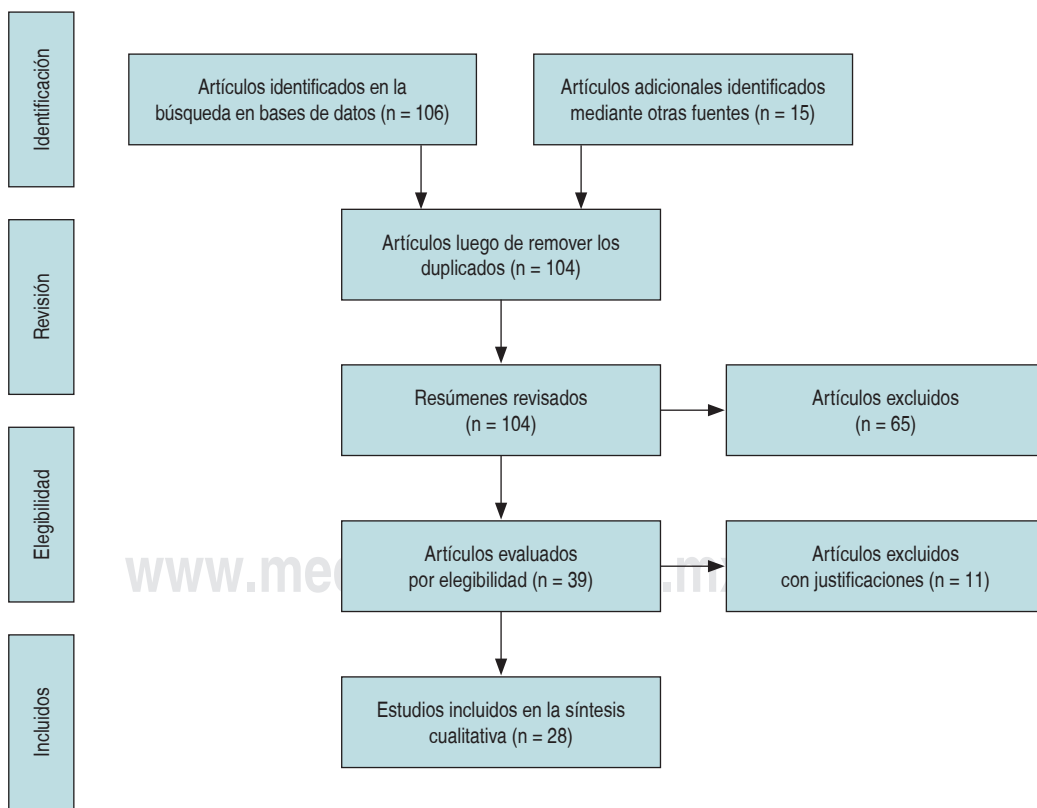 Identificación
Artículos identificados en la
búsqueda en bases de datos (n = 106)
Artículos adicionales identificados
mediante otras fuentes (n = 15)
Revisión
Artículos luego de remover los
duplicados (n = 104)
Resúmenes revisados
(n = 104)
Artículos excluidos
(n = 65)
Elegibilidad
Artículos evaluados
por elegibilidad (n = 39)
Artículos excluidos
con justificaciones (n = 11)
Incluidos
Estudios incluidos en la síntesis
cualitativa (n = 28)